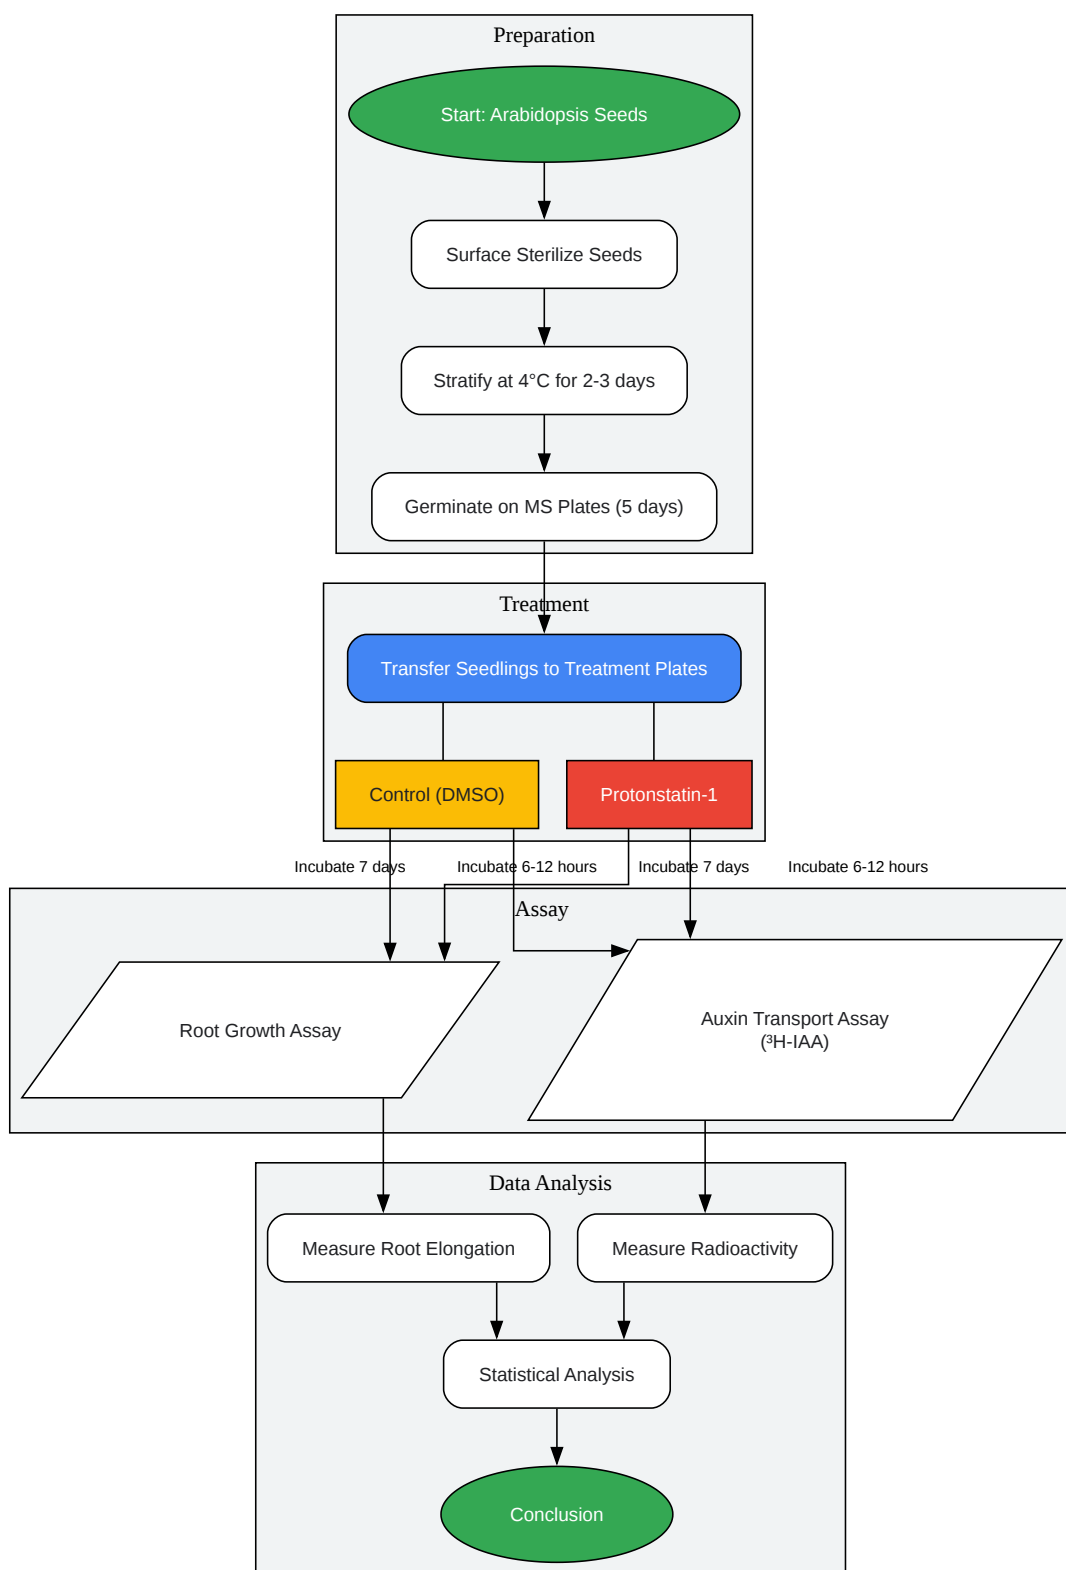 Preparation
Start: Arabidopsis Seeds
Surface Sterilize Seeds
Stratify at 4°C for 2-3 days
Germinate on MS Plates (5 days)
Treatment
Transfer Seedlings to Treatment Plates
Control (DMSO)
Protonstatin-1
Incubate 7 days
Incubate 6-12 hours
Incubate 7 days
Incubate 6-12 hours
Assay
Root Growth Assay
Auxin Transport Assay
(³H-IAA)
Data Analysis
Measure Root Elongation
Measure Radioactivity
Statistical Analysis
Conclusion